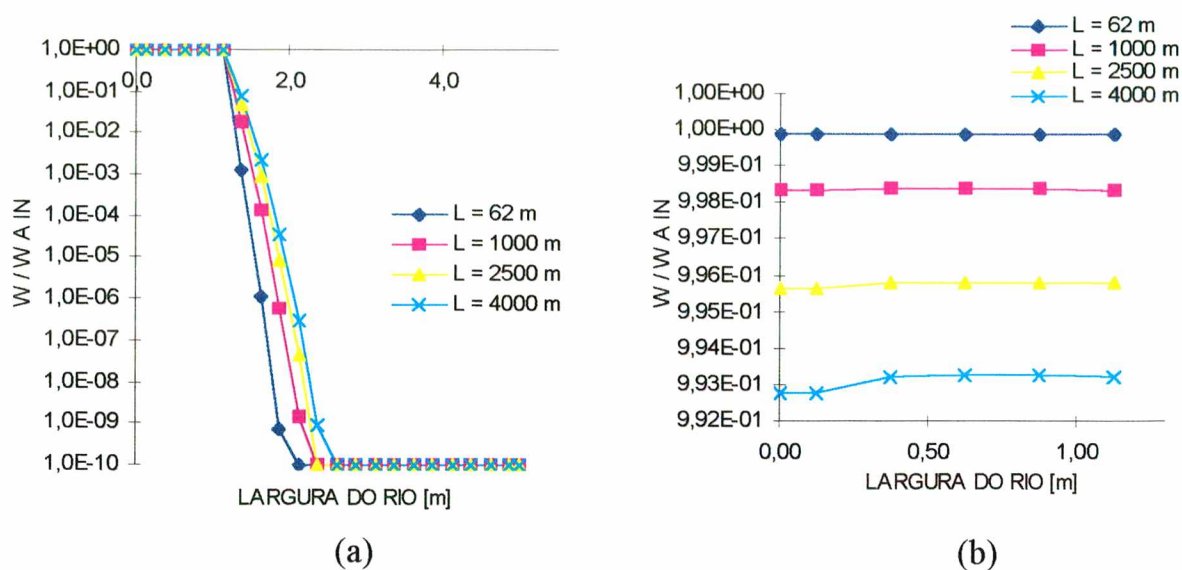 W / W A IN
1,0E+00
1,0E-01
1,0E-02
1,0E-03
1,0E-04
1,0E-05
1,0E-06
1,0E-07
1,0E-08
1,0E-09
1,0E-10
0,0
2,0
4,0
L = 62 m
L = 1000 m
L = 2500 m
L = 4000 m
LARGURA DO RIO [m]
(a)
L = 62 m
L = 1000 m
L = 2500 m
L = 4000 m
W / W A IN
1,00E+00
1,00E+00
9,99E-01
9,98E-01
9,97E-01
9,96E-01
9,95E-01
9,94E-01
9,93E-01
9,92E-01
0,00
0,50
1,00
LARGURA DO RIO [m]
(b)